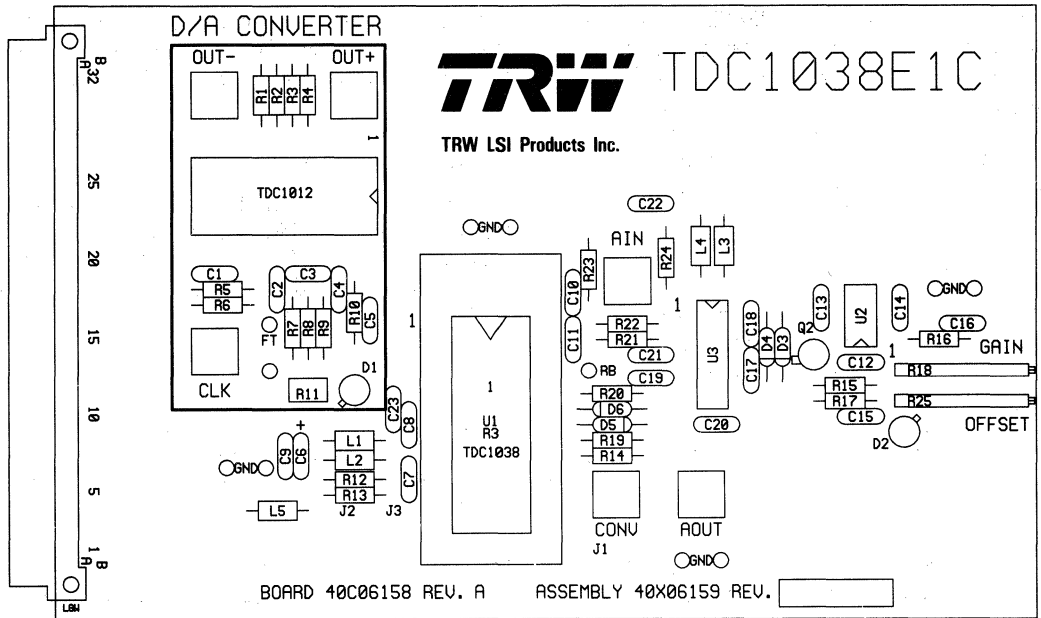 D/A CONVERTER
OUT- OUT+
R1 R2 R3 R4
1
TRW
TDC1038E1C
TRW LSI Products Inc.
B
A 32
25
20
15
10
5
1 B
A
LGW
TDC1012
C1
R5
R6
C2
C3
C4
R10
C5
FT
R7 R8 R9
CLK
R11
D1
C23
C8
GND
1
1
U1
R3
TDC1038
C9
+
C6
L1
L2
R12
R13
C7
GND
L5
J2 J3
C22
AIN
R23
R24
L4 L3
C10
C11
R22
R21
C21
C19
RB
R20
D6
D5
R19
R14
1
U3
C18
C17
D4 D3
Q2
C20
C13
U2
C14
GND
C16
R16
C12
1
GAIN
R18
R15
R17
C15
R25
OFFSET
D2
CONV
J1
AOUT
GND
BOARD 40C06158 REV. A ASSEMBLY 40X06159 REV.